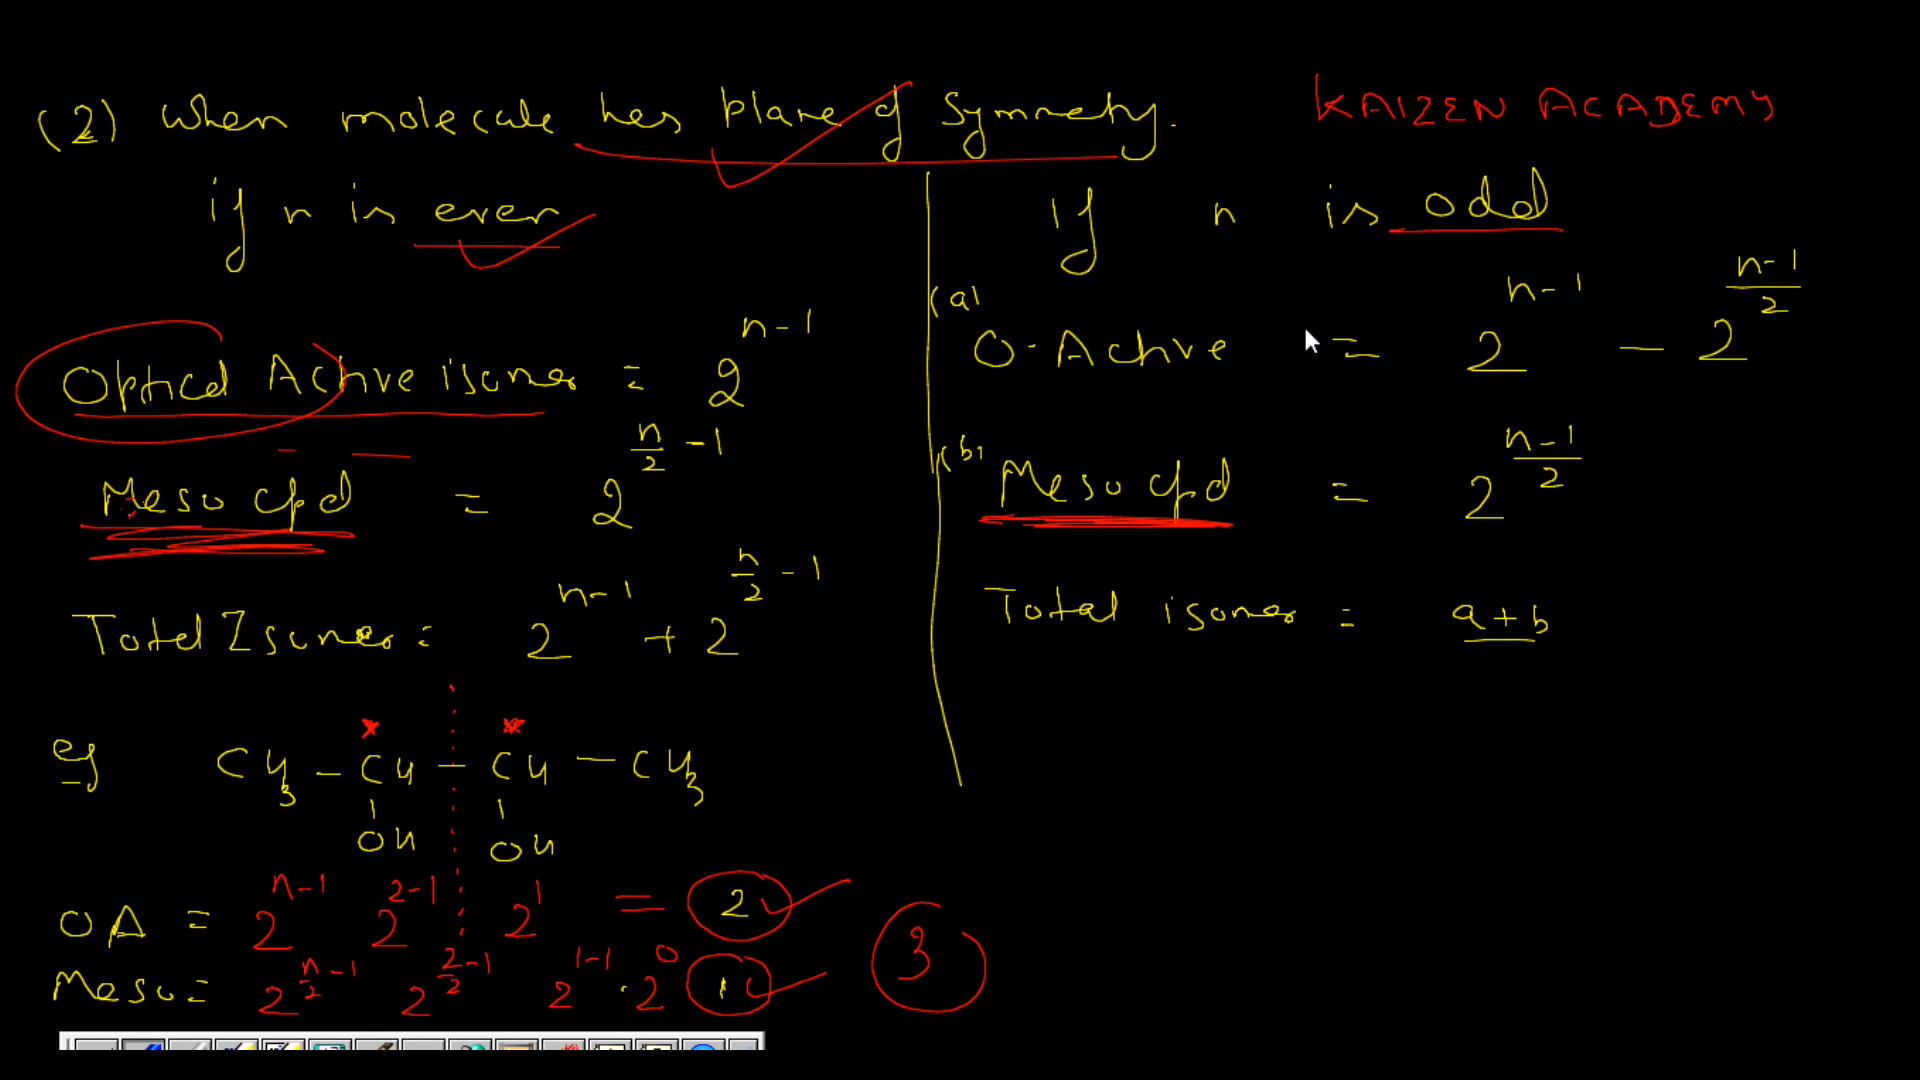 (2) When molecule has plane of symmety.
KAIZEN ACADEMY
if n is even
Optical Active isomer = 2^{n-1}
Meso cpd = 2^{n/2 - 1}
Total Isomer = 2^{n-1} + 2^{n/2 - 1}
If n is odd
(a) O. Active = 2^{n-1} - 2^{(n-1)/2}
(b) Meso cpd = 2^{(n-1)/2}
Total isomer = a+b
eg CH3 - CH - CH - CH3
OH OH
OA = 2^{n-1} 2^{2-1} 2^1 = 2
Meso = 2^{n/2 - 1} 2^{2/2 - 1} 2^{1-1} . 2^0 1
3